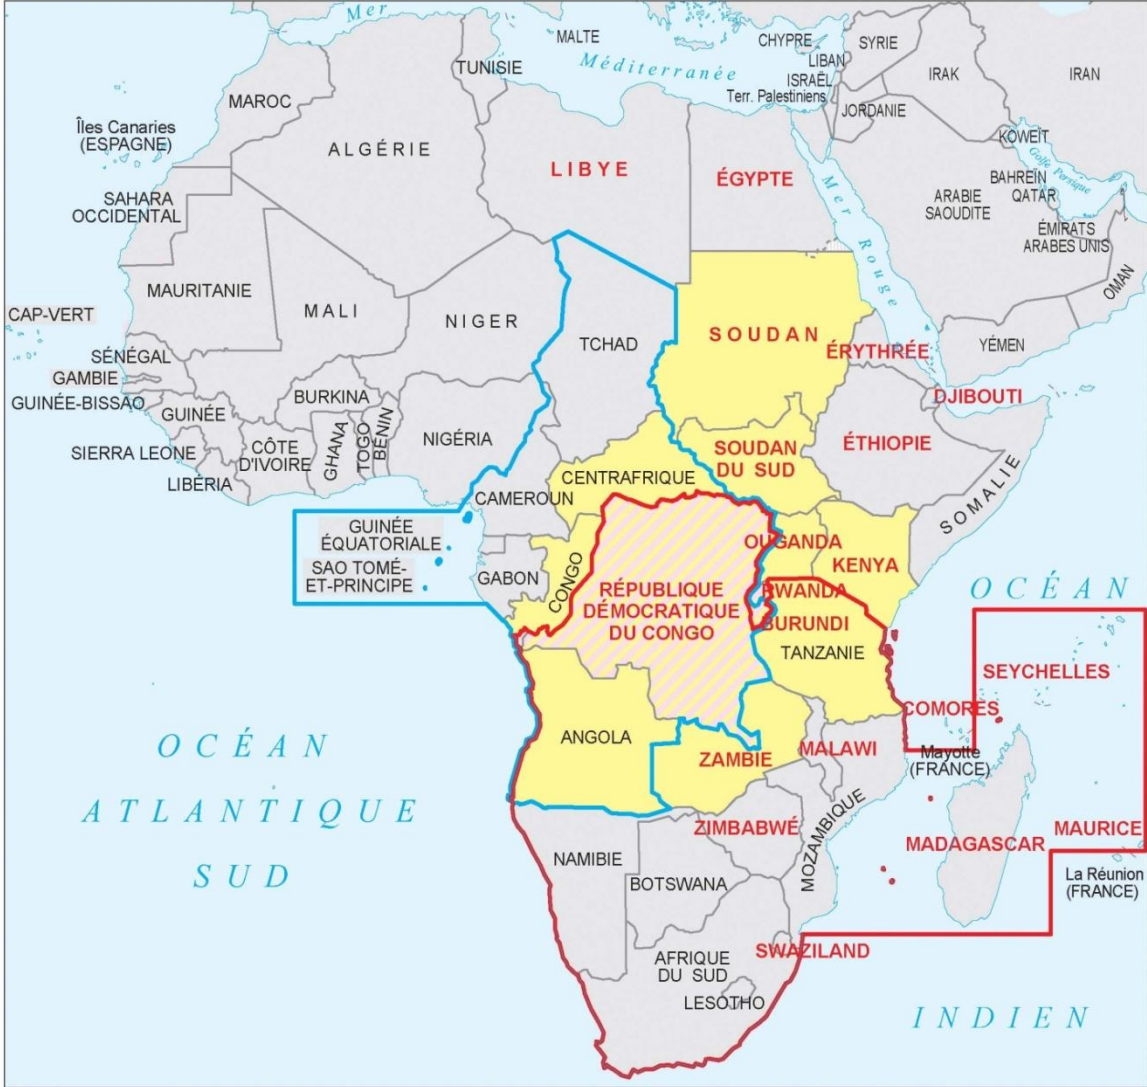 Mer
Méditerranée
MALTE
CHYPRE
SYRIE
LIBAN
ISRAËL
Terr. Palestiniens
IRAK
IRAN
JORDANIE
KOWEÏT
Golfe Persique
BAHREÏN
QATAR
ARABIE
SAOUDITE
ÉMIRATS
ARABES UNIS
OMAN
YÉMEN
Mer Rouge
TUNISIE
MAROC
ALGÉRIE
LIBYE
ÉGYPTE
Îles Canaries
(ESPAGNE)
SAHARA
OCCIDENTAL
MAURITANIE
MALI
NIGER
TCHAD
SOUDAN
ÉRYTHRÉE
DJIBOUTI
CAP-VERT
SÉNÉGAL
GAMBIE
GUINÉE-BISSAO
GUINÉE
SIERRA LEONE
LIBÉRIA
CÔTE
D'IVOIRE
BURKINA
GHANA
TOGO
BÉNIN
NIGÉRIA
CAMEROUN
CENTRAFRIQUE
SOUDAN
DU SUD
ÉTHIOPIE
SOMALIE
GUINÉE
ÉQUATORIALE
SAO TOMÉ-
ET-PRINCIPE
GABON
CONGO
RÉPUBLIQUE
DÉMOCRATIQUE
DU CONGO
OUGANDA
KENYA
RWANDA
BURUNDI
TANZANIE
OCÉAN
SEYCHELLES
COMORES
Mayotte
(FRANCE)
ANGOLA
ZAMBIE
MALAWI
MOZAMBIQUE
ZIMBABWÉ
MADAGASCAR
MAURICE
La Réunion
(FRANCE)
NAMIBIE
BOTSWANA
SWAZILAND
AFRIQUE
DU SUD
LESOTHO
OCÉAN
ATLANTIQUE
SUD
INDIEN